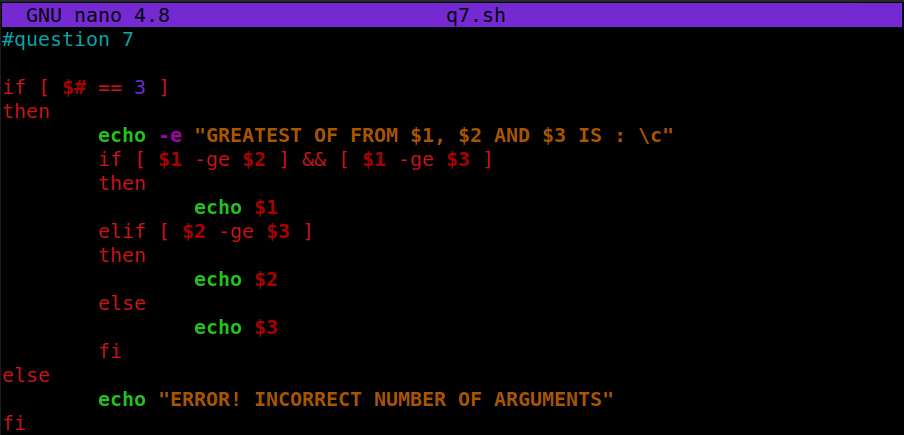 GNU nano 4.8 q7.sh
#question 7
if [ $# == 3 ]
then
echo -e "GREATEST OF FROM $1, $2 AND $3 IS : \c"
if [ $1 -ge $2 ] && [ $1 -ge $3 ]
then
echo $1
elif [ $2 -ge $3 ]
then
echo $2
else
echo $3
fi
else
echo "ERROR! INCORRECT NUMBER OF ARGUMENTS"
fi